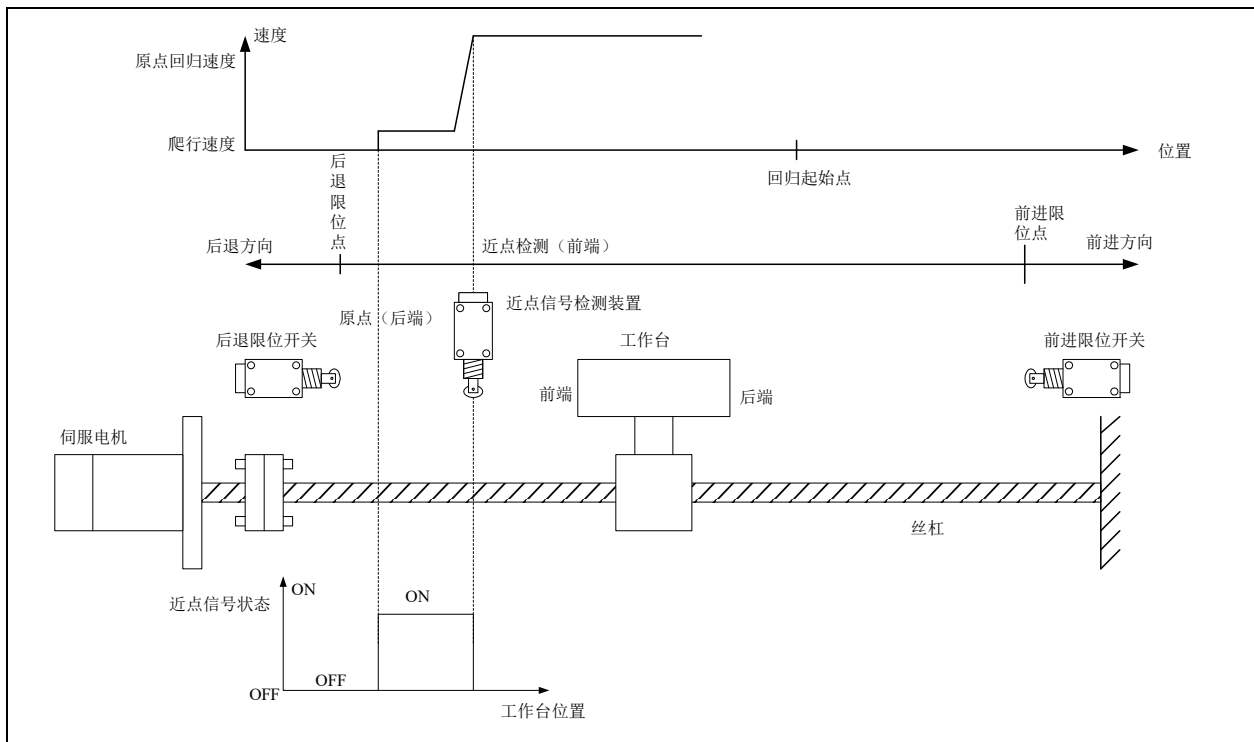 速度
原点回归速度
爬行速度
位置
后退限位点
回归起始点
前进限
位点
后退方向
近点检测（前端）
前进方向
近点信号检测装置
原点（后端）
后退限位开关
工作台
前进限位开关
前端
后端
伺服电机
丝杠
ON
近点信号状态
ON
OFF
OFF
工作台位置